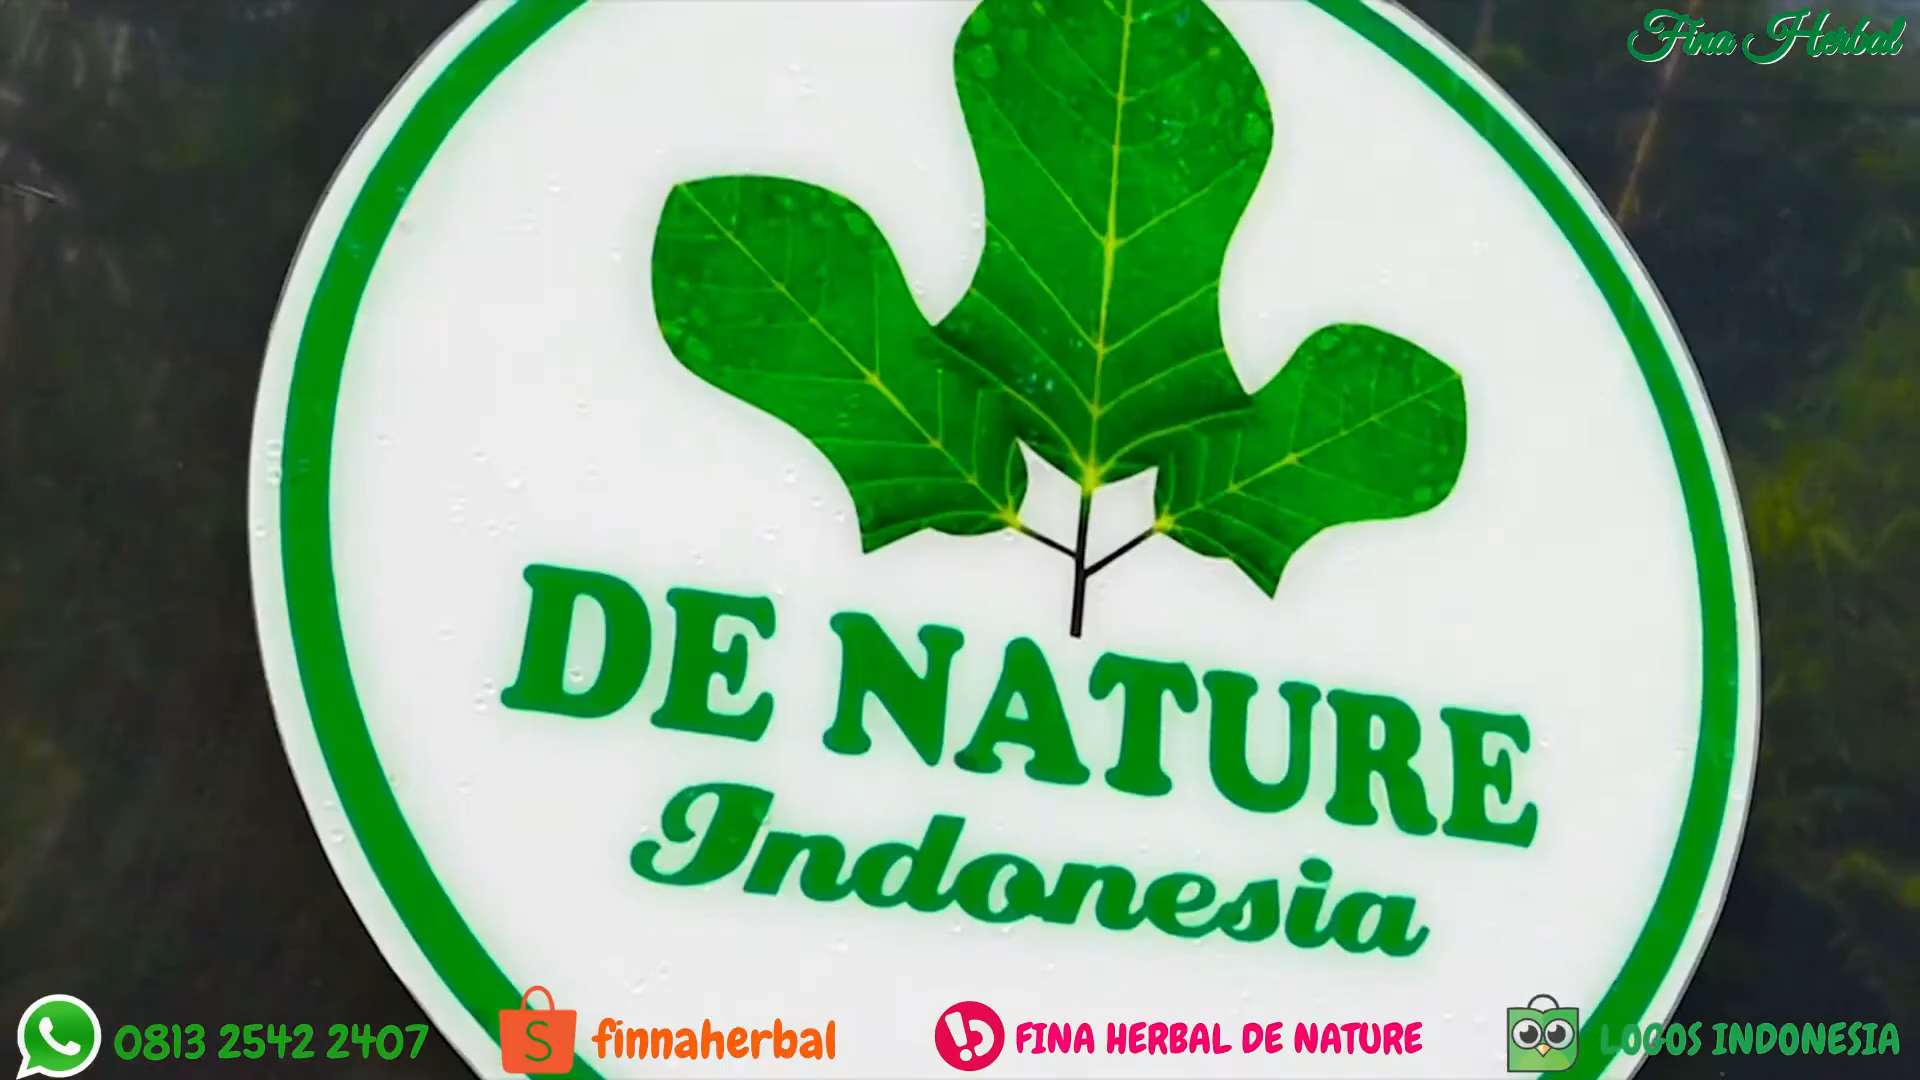 Fina Herbal
DE NATURE
Indonesia
0813 2542 2407
finnaherbal
FINA HERBAL DE NATURE
LOGOS INDONESIA